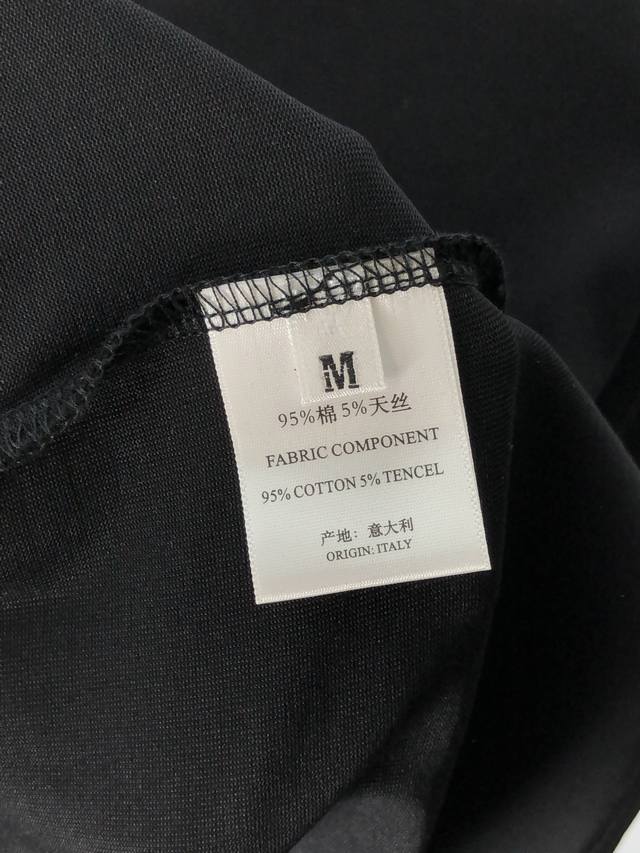 M
95%棉 5%天丝
FABRIC COMPONENT
95% COTTON 5% TENCEL
产地：意大利
ORIGIN: ITALY